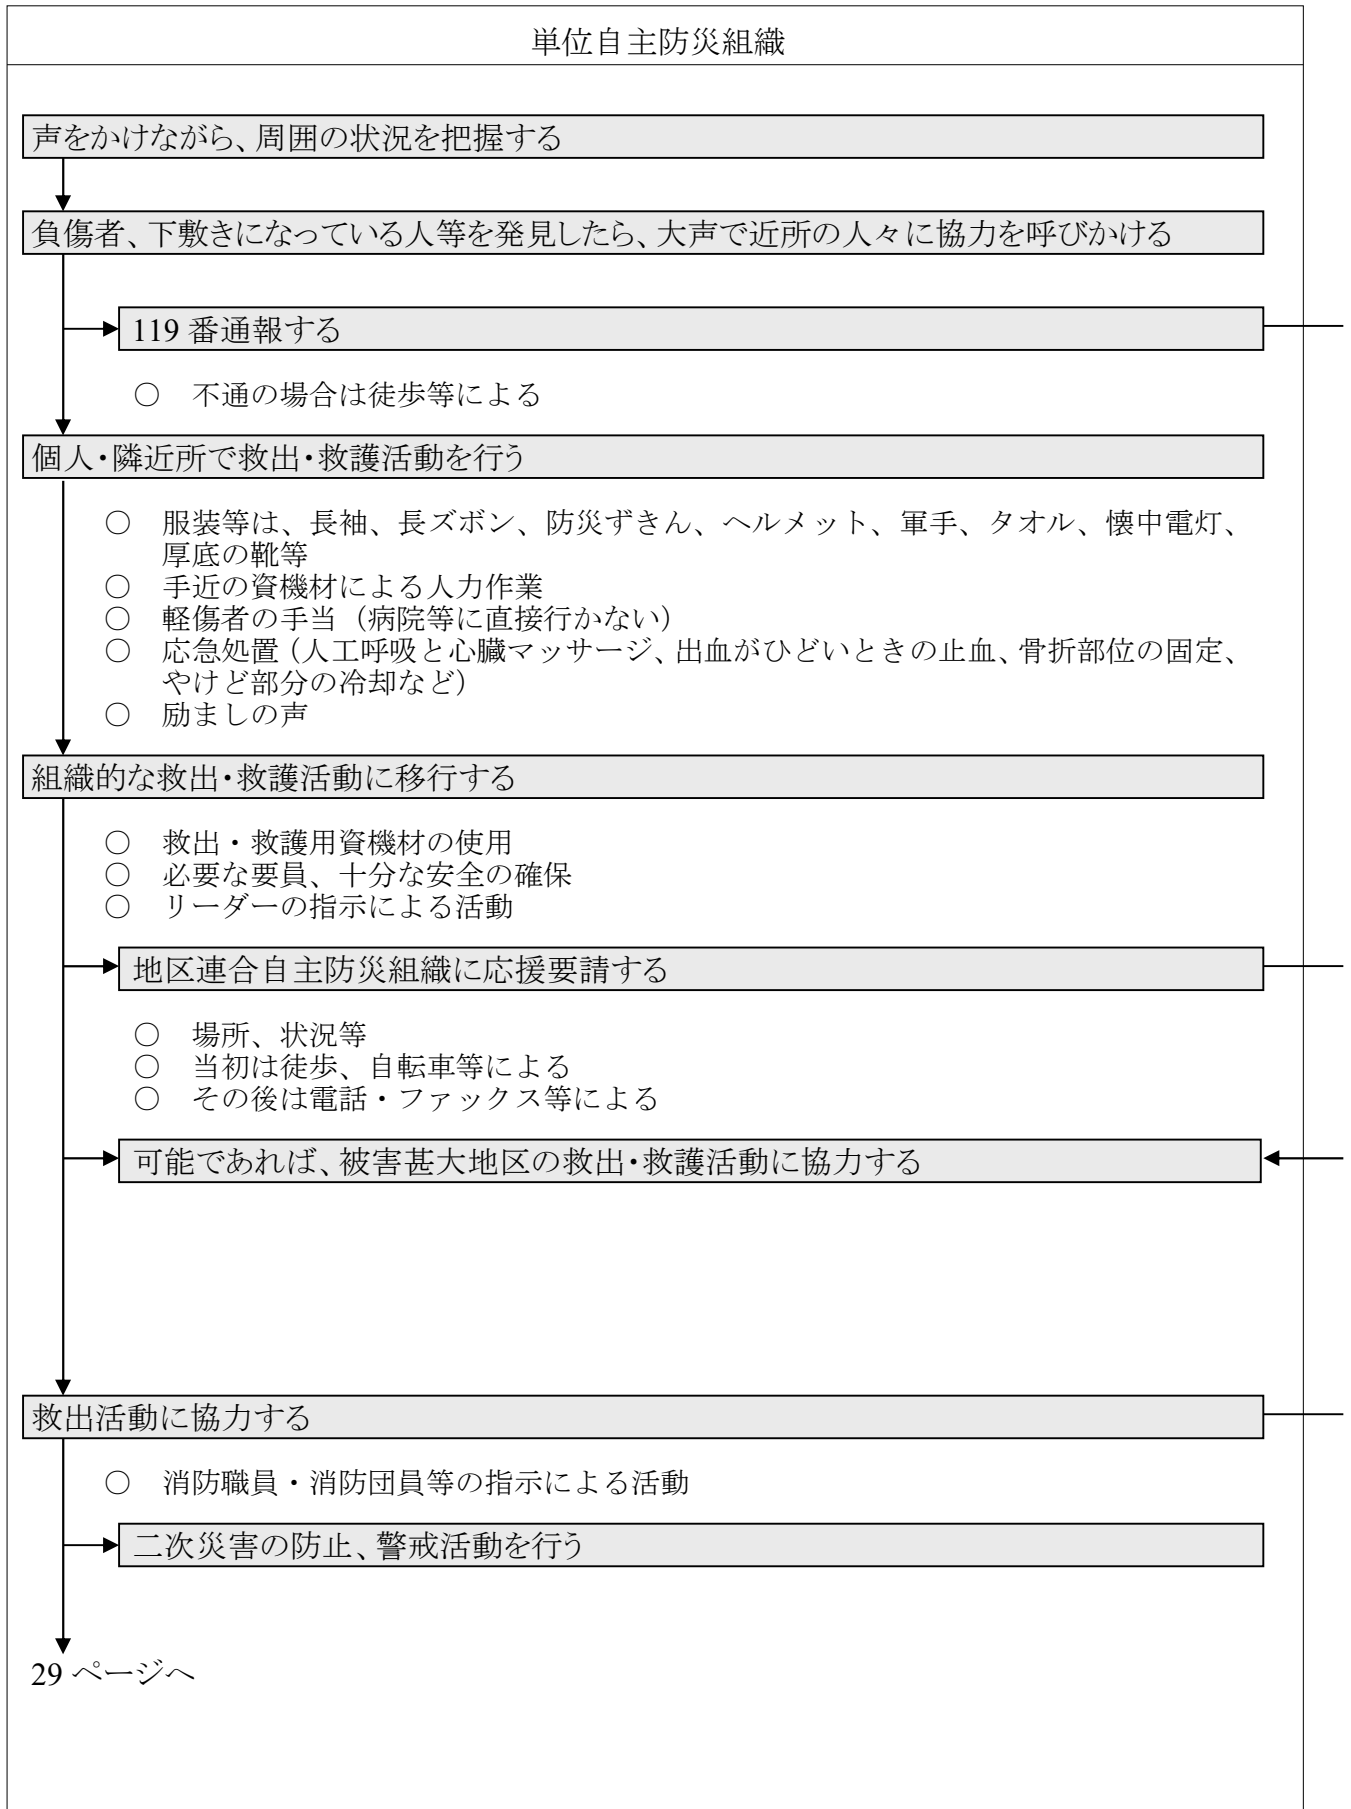 単位自主防災組織
声をかけながら、周囲の状況を把握する
負傷者、下敷きになっている人等を発見したら、大声で近所の人々に協力を呼びかける
119 番通報する
○ 不通の場合は徒歩等による
個人・隣近所で救出・救護活動を行う
○ 服装等は、長袖、長ズボン、防災ずきん、ヘルメット、軍手、タオル、懐中電灯、
厚底の靴等
○ 手近の資機材による人力作業
○ 軽傷者の手当（病院等に直接行かない）
○ 応急処置（人工呼吸と心臓マッサージ、出血がひどいときの止血、骨折部位の固定、
やけど部分の冷却など）
○ 励ましの声
組織的な救出・救護活動に移行する
○ 救出・救護用資機材の使用
○ 必要な要員、十分な安全の確保
○ リーダーの指示による活動
地区連合自主防災組織に応援要請する
○ 場所、状況等
○ 当初は徒歩、自転車等による
○ その後は電話・ファックス等による
可能であれば、被害甚大地区の救出・救護活動に協力する
救出活動に協力する
○ 消防職員・消防団員等の指示による活動
二次災害の防止、警戒活動を行う
29 ページへ